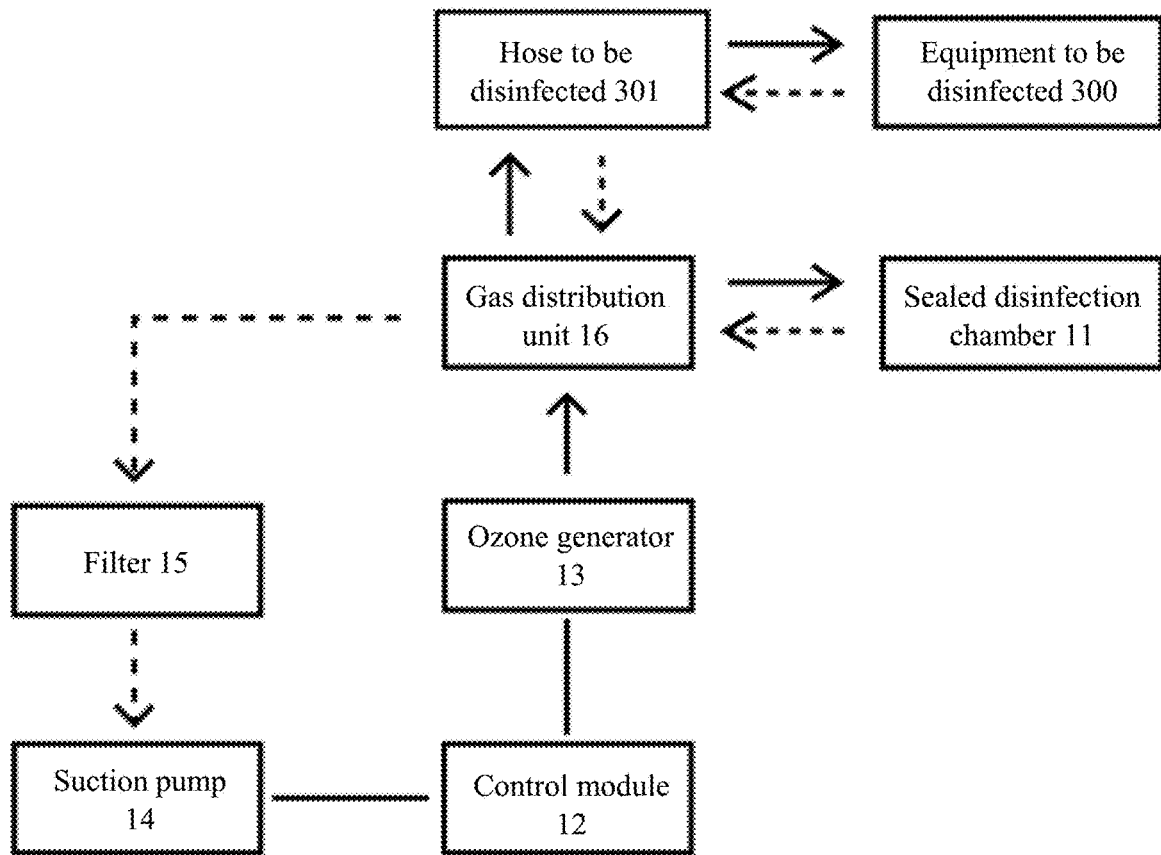 Hose to be
disinfected 301
Equipment to be
disinfected 300
Gas distribution
unit 16
Sealed disinfection
chamber 11
Filter 15
Ozone generator
13
Suction pump
14
Control module
12